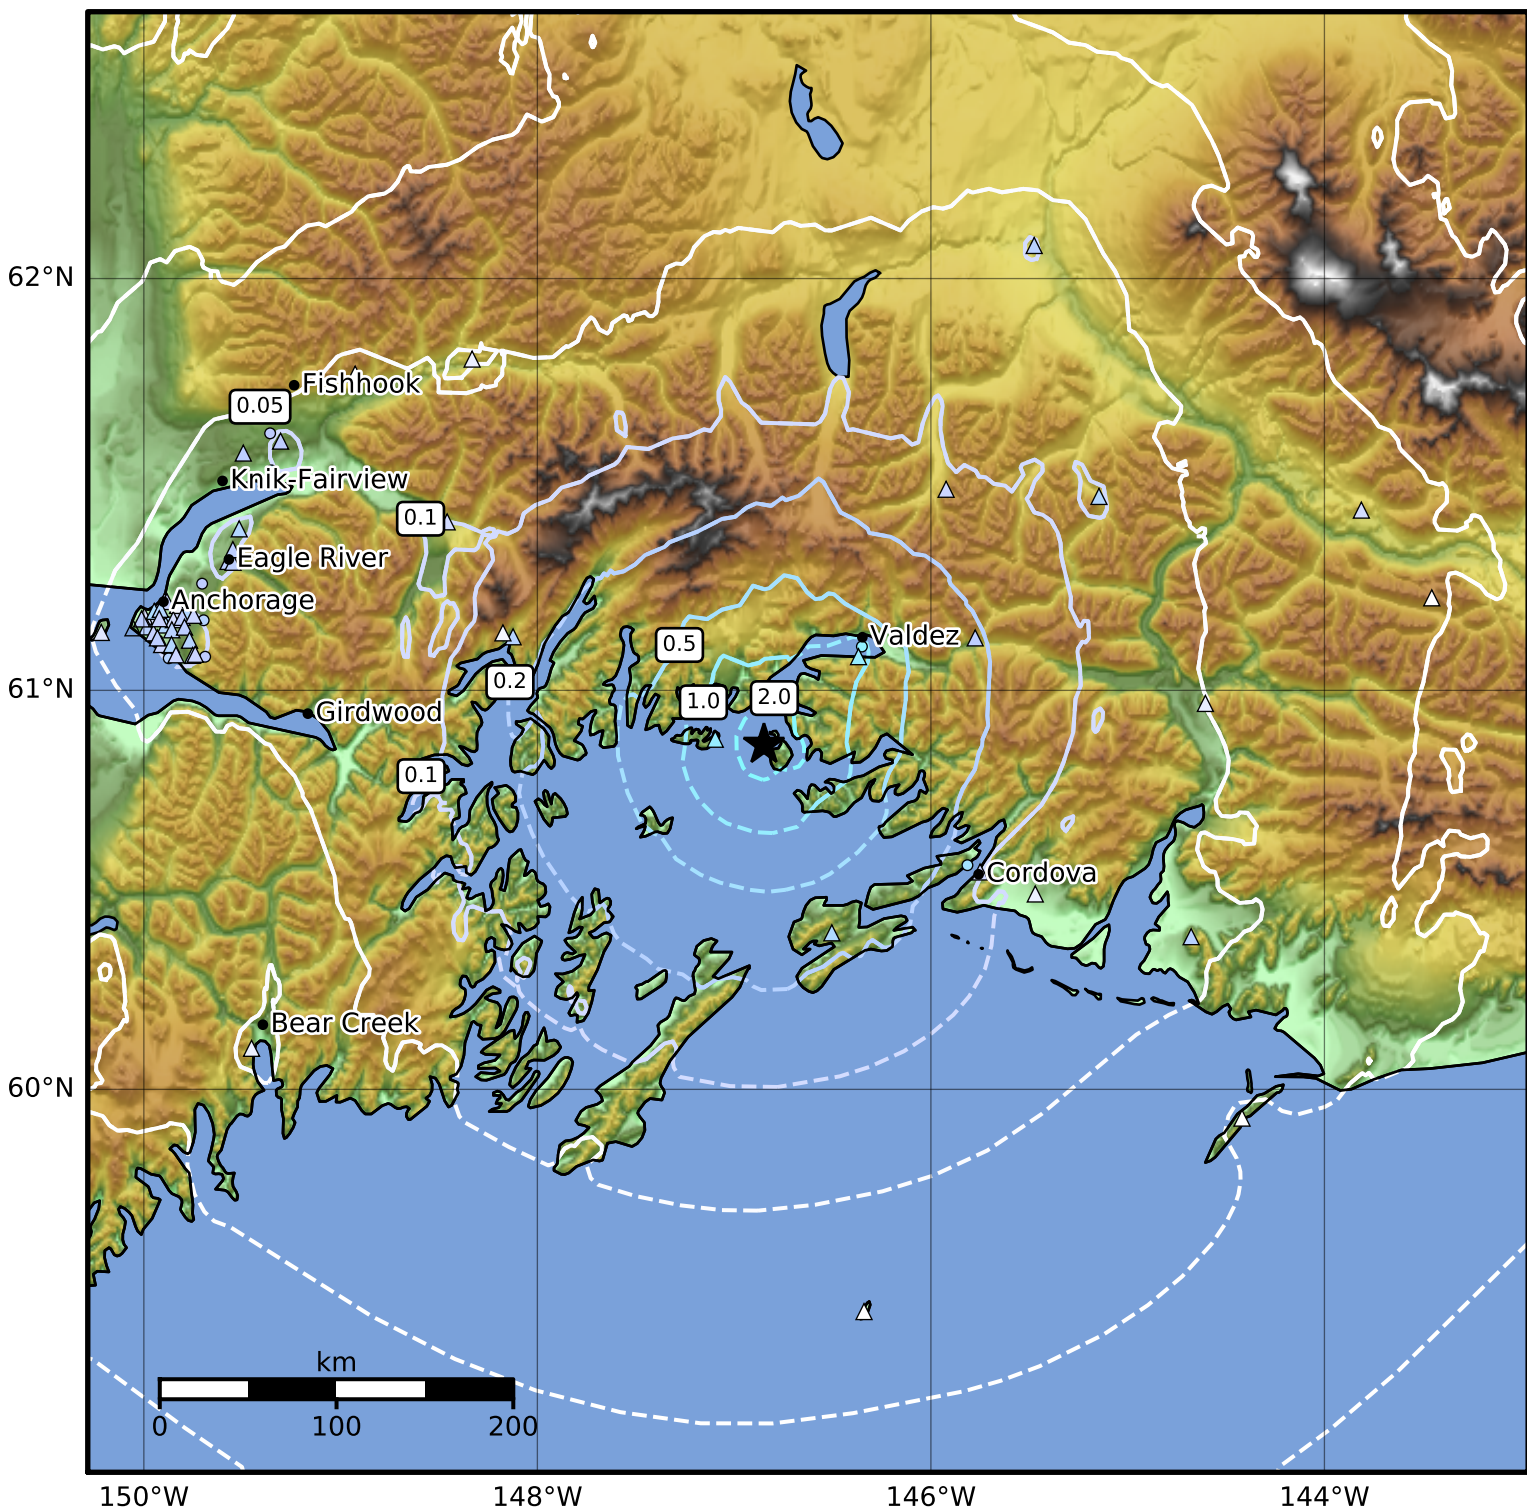 62°N
Fishhook
0.05
Knik-Fairview
0.1
Eagle River
Anchorage
Valdez
0.5
0.2
61°N
1.0
2.0
Girdwood
0.1
Cordova
Bear Creek
60°N
km
0 100 200
150°W 148°W 146°W 144°W